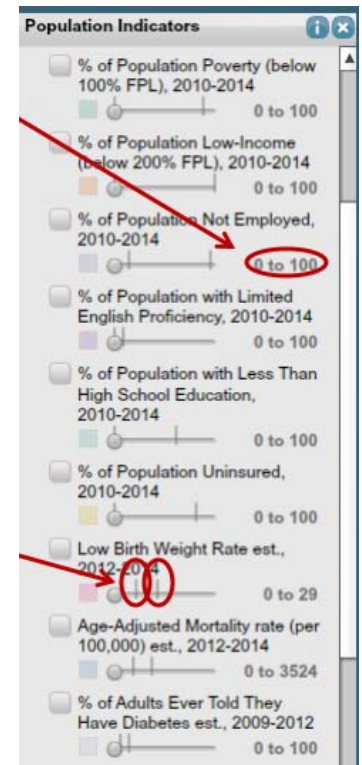 Population Indicators
% of Population Poverty (below
100% FPL), 2010-2014
0 to 100
% of Population Low-Income
(below 200% FPL), 2010-2014
0 to 100
% of Population Not Employed,
2010-2014
0 to 100
% of Population with Limited
English Proficiency, 2010-2014
0 to 100
% of Population with Less Than
High School Education,
2010-2014
0 to 100
% of Population Uninsured,
2010-2014
0 to 100
Low Birth Weight Rate est.,
2012-2014
0 to 29
Age-Adjusted Mortality rate (per
100,000) est., 2012-2014
0 to 3524
% of Adults Ever Told They
Have Diabetes est., 2009-2012
0 to 100